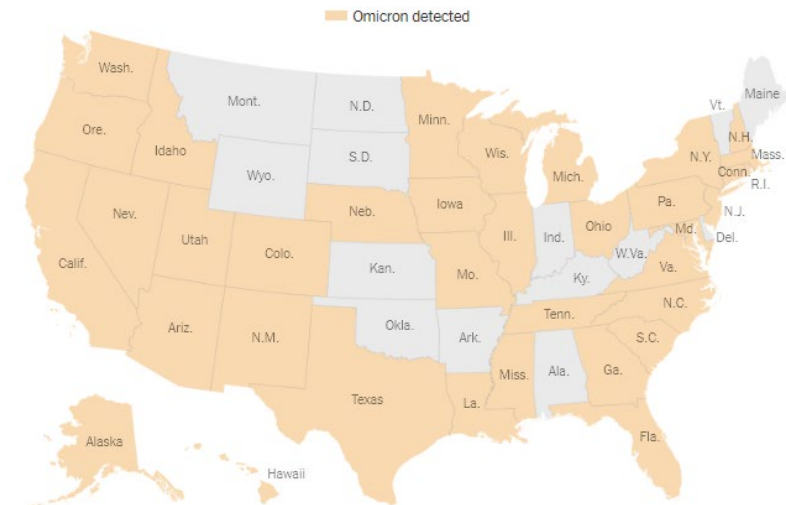 Omicron detected
Wash.
Mont.
N.D.
Minn.
Vt.
Maine
Ore.
Idaho
S.D.
Wis.
Mich.
N.Y.
N.H.
Mass.
Conn.
R.I.
Wyo.
Nev.
Utah
Colo.
Neb.
Iowa
Ill.
Ind.
Ohio
Pa.
N.J.
Md.
Del.
Calif.
Kan.
Mo.
Ky.
W.Va.
Va.
Ariz.
N.M.
Okla.
Ark.
Tenn.
N.C.
S.C.
Texas
La.
Miss.
Ala.
Ga.
Fla.
Alaska
Hawaii